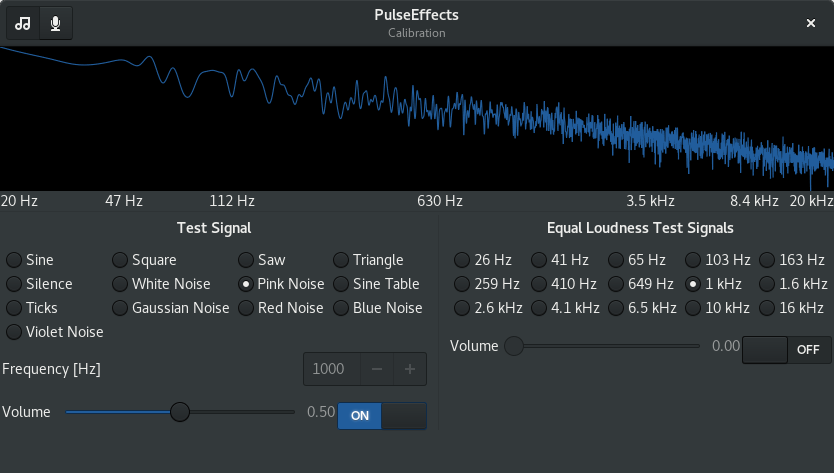 PulseEffects
Calibration
20 Hz 47 Hz 112 Hz 630 Hz 3.5 kHz 8.4 kHz 20 kHz
Test Signal
Sine Square Saw Triangle
Silence White Noise Pink Noise Sine Table
Ticks Gaussian Noise Red Noise Blue Noise
Violet Noise
Frequency [Hz] 1000
Volume 0.50 ON
Equal Loudness Test Signals
26 Hz 41 Hz 65 Hz 103 Hz 163 Hz
259 Hz 410 Hz 649 Hz 1 kHz 1.6 kHz
2.6 kHz 4.1 kHz 6.5 kHz 10 kHz 16 kHz
Volume 0.00 OFF